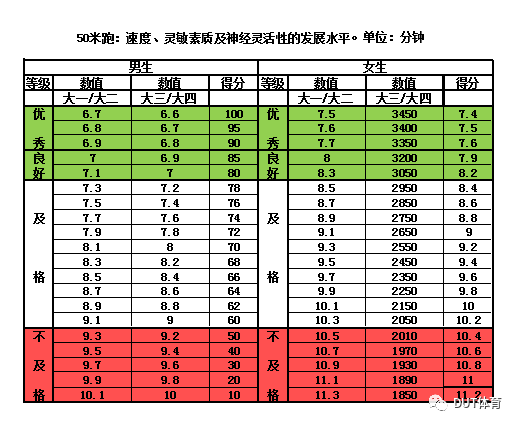 50米跑：速度、灵敏素质及神经灵活性的发展水平。单位：分钟
男生 女生
等级 数值 数值 得分 等级 数值 数值 得分
大一/大二 大三/大四 大一/大二 大三/大四
优 6.7 6.6 100 优 7.5 3450 7.4
6.8 6.7 95 7.6 3400 7.5
秀 6.9 6.8 90 秀 7.7 3350 7.6
良 7 6.9 85 良 8 3200 7.9
好 7.1 7 80 好 8.3 3050 8.2
7.3 7.2 78 8.5 2950 8.4
7.5 7.4 76 8.7 2850 8.6
及 7.7 7.6 74 及 8.9 2750 8.8
7.9 7.8 72 9.1 2650 9
8.1 8 70 9.3 2550 9.2
8.3 8.2 68 9.5 2450 9.4
格 8.5 8.4 66 格 9.7 2350 9.6
8.7 8.6 64 9.9 2250 9.8
8.9 8.8 62 10.1 2150 10
9.1 9 60 10.3 2050 10.2
不 9.3 9.2 50 不 10.5 2010 10.4
9.5 9.4 40 10.7 1970 10.6
及 9.7 9.6 30 及 10.9 1930 10.8
9.9 9.8 20 11.1 1890 11
格 10.1 10 10 格 11.3 1850 11.2
DUT体育